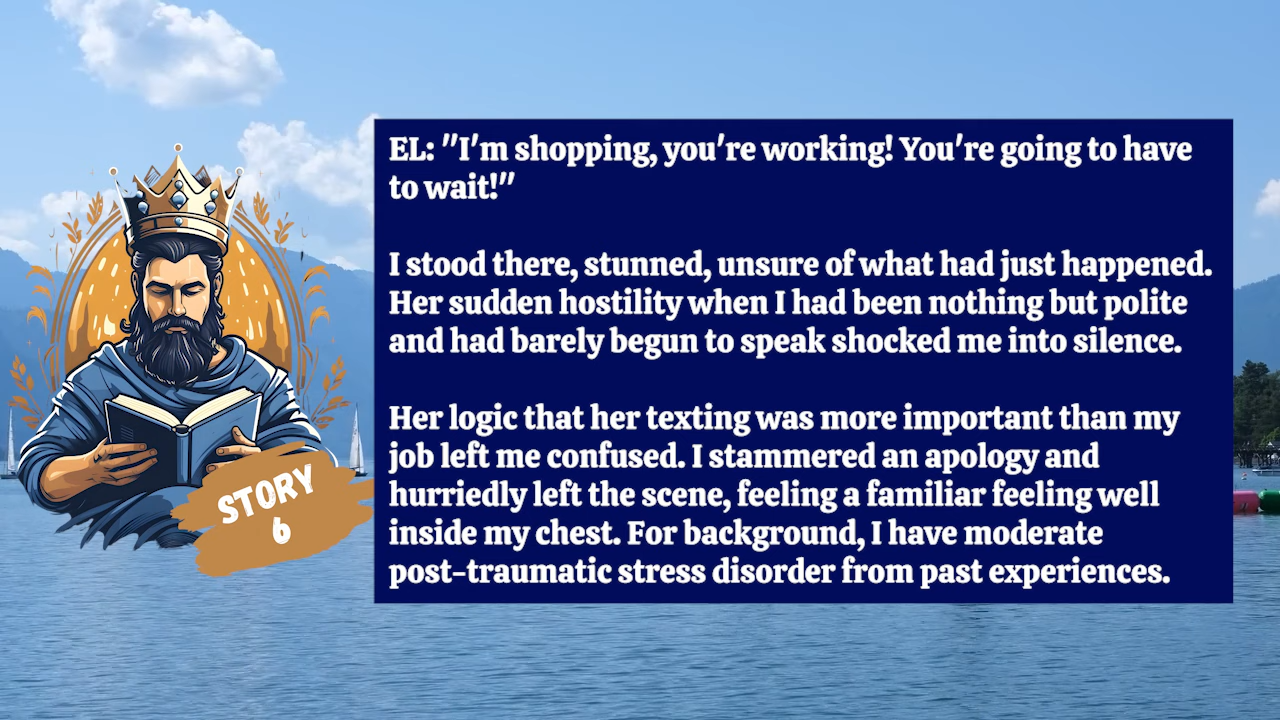 EL: "I'm shopping, you're working! You're going to have
to wait!"
I stood there, stunned, unsure of what had just happened.
Her sudden hostility when I had been nothing but polite
and had barely begun to speak shocked me into silence.
Her logic that her texting was more important than my
job left me confused. I stammered an apology and
hurriedly left the scene, feeling a familiar feeling well
inside my chest. For background, I have moderate
post-traumatic stress disorder from past experiences.
STORY
6